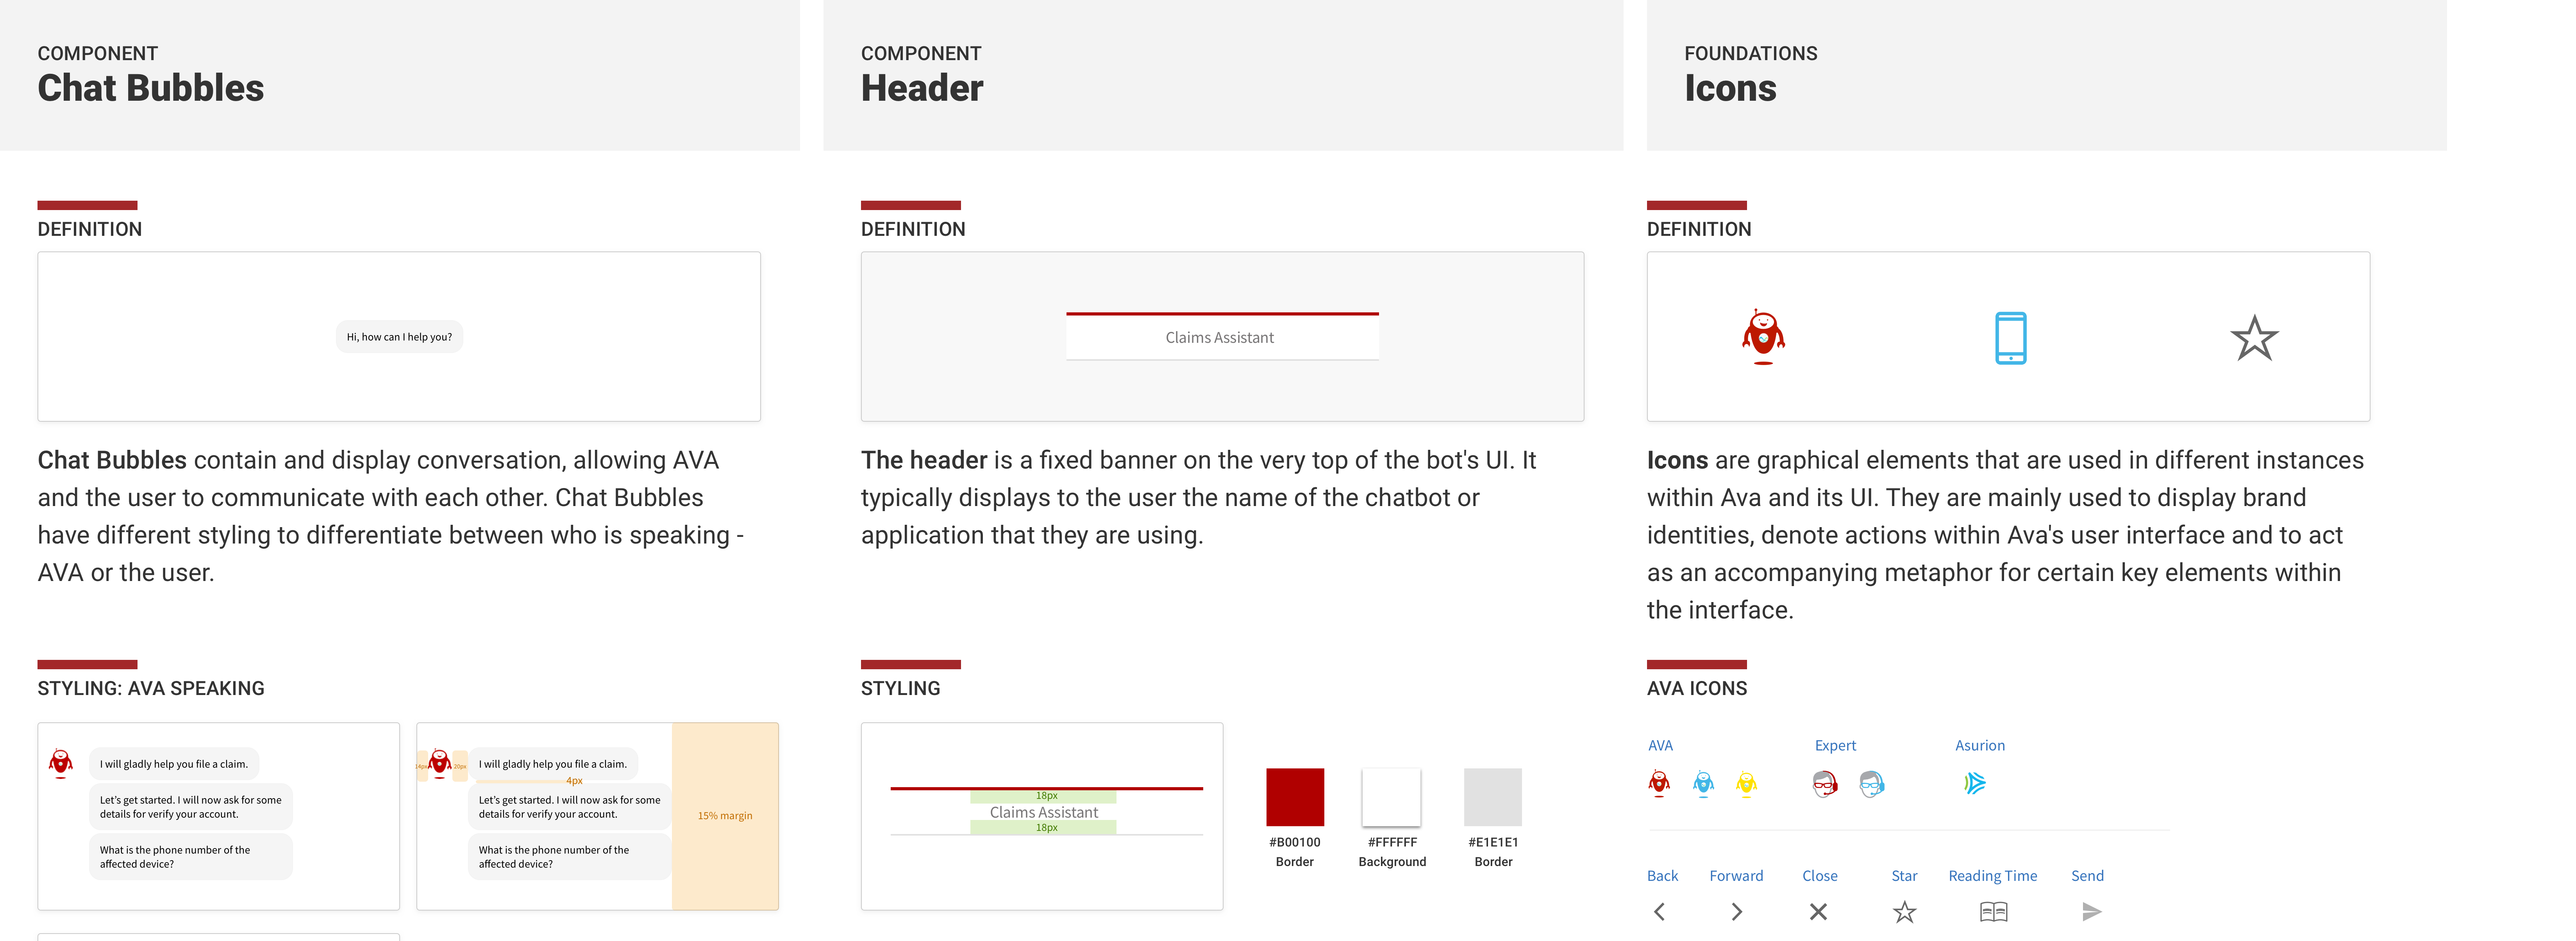 COMPONENT
Chat Bubbles
DEFINITION
Hi, how can I help you?
Chat Bubbles contain and display conversation, allowing AVA
and the user to communicate with each other. Chat Bubbles
have different styling to differentiate between who is speaking -
AVA or the user.
STYLING: AVA SPEAKING
I will gladly help you file a claim.
Let's get started. I will now ask for some
details for verify your account.
What is the phone number of the
affected device?
20px
I will gladly help you file a claim.
4px
Let's get started. I will now ask for some
details for verify your account.
What is the phone number of the
affected device?
15% margin
COMPONENT
Header
DEFINITION
Claims Assistant
The header is a fixed banner on the very top of the bot's UI. It
typically displays to the user the name of the chatbot or
application that they are using.
STYLING
18px
Claims Assistant
18px
#B00100
Border
#FFFFFF
Background
#E1E1E1
Border
FOUNDATIONS
Icons
DEFINITION
Icons are graphical elements that are used in different instances
within Ava and its UI. They are mainly used to display brand
identities, denote actions within Ava's user interface and to act
as an accompanying metaphor for certain key elements within
the interface.
AVA ICONS
AVA
Expert
Asurion
Back
Forward
Close
Star
Reading Time
Send